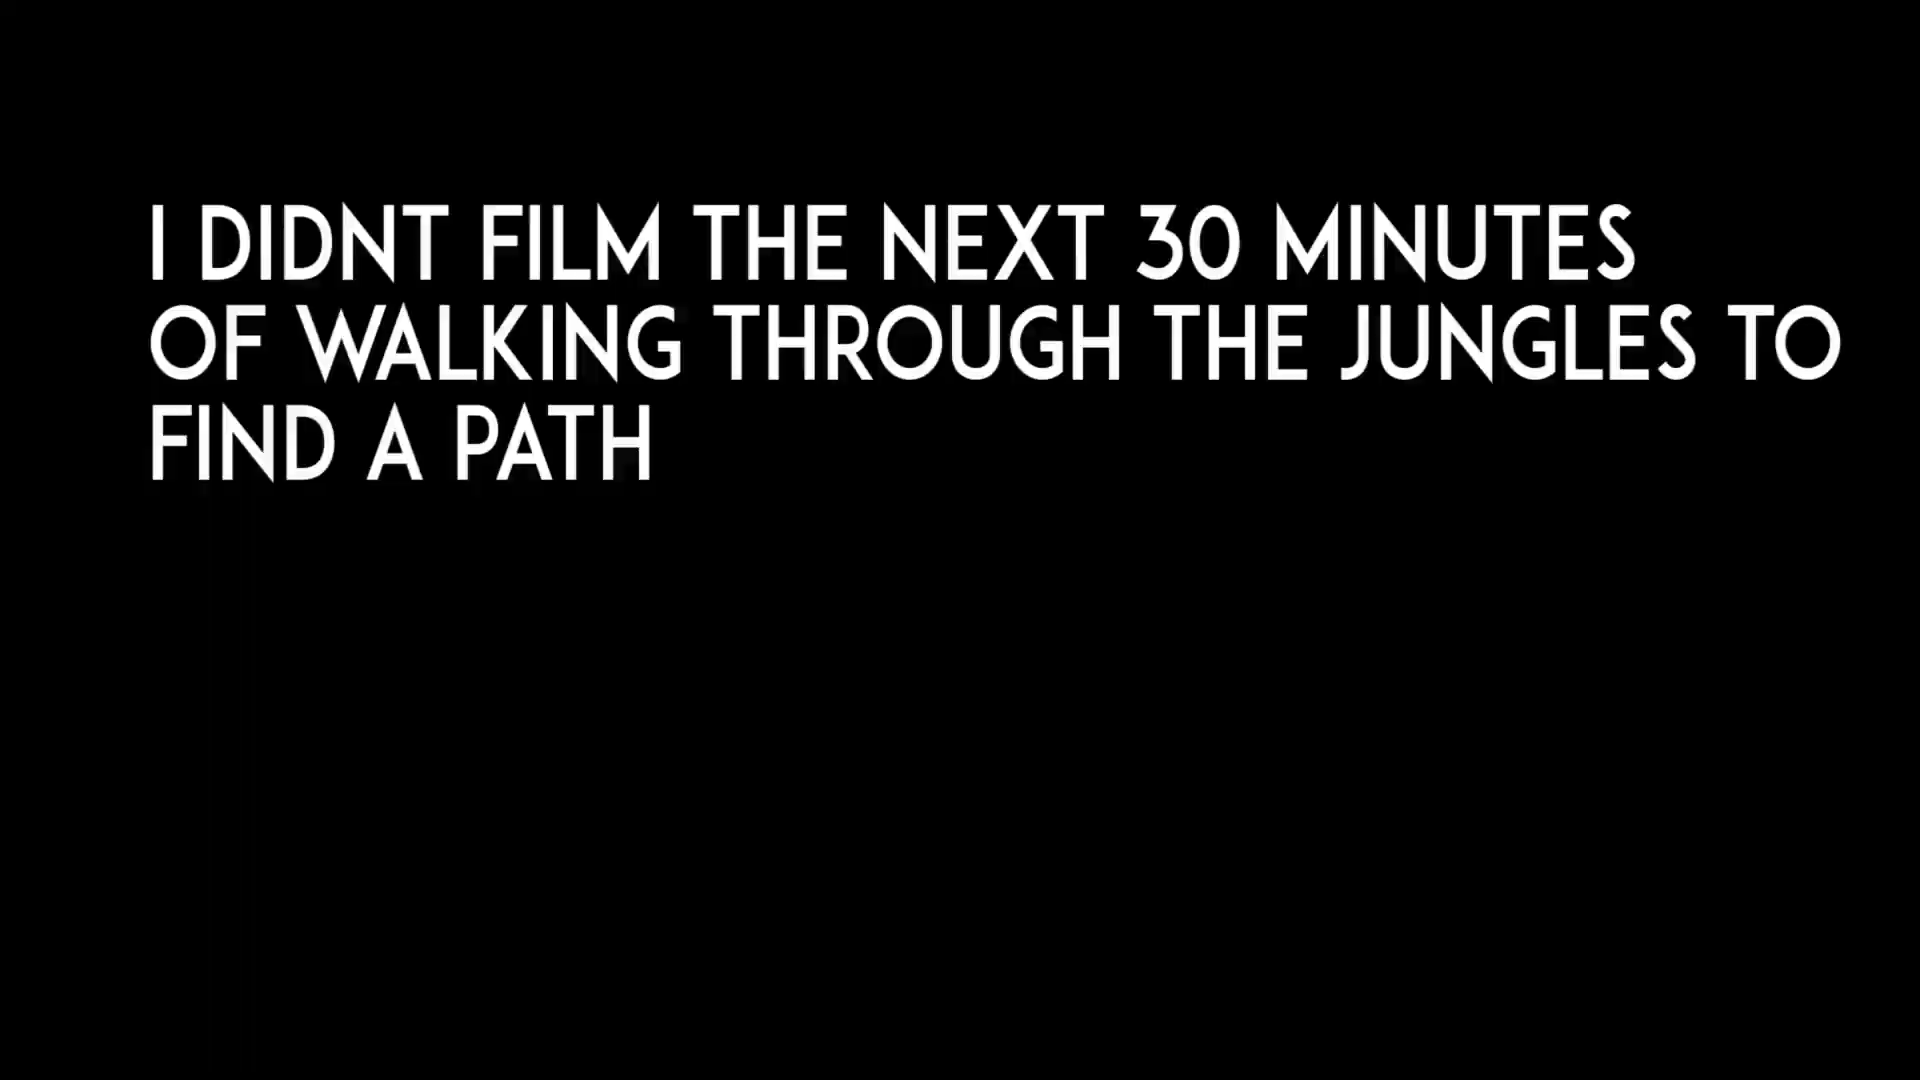 I DIDNT FILM THE NEXT 30 MINUTES
OF WALKING THROUGH THE JUNGLES TO
FIND A PATH